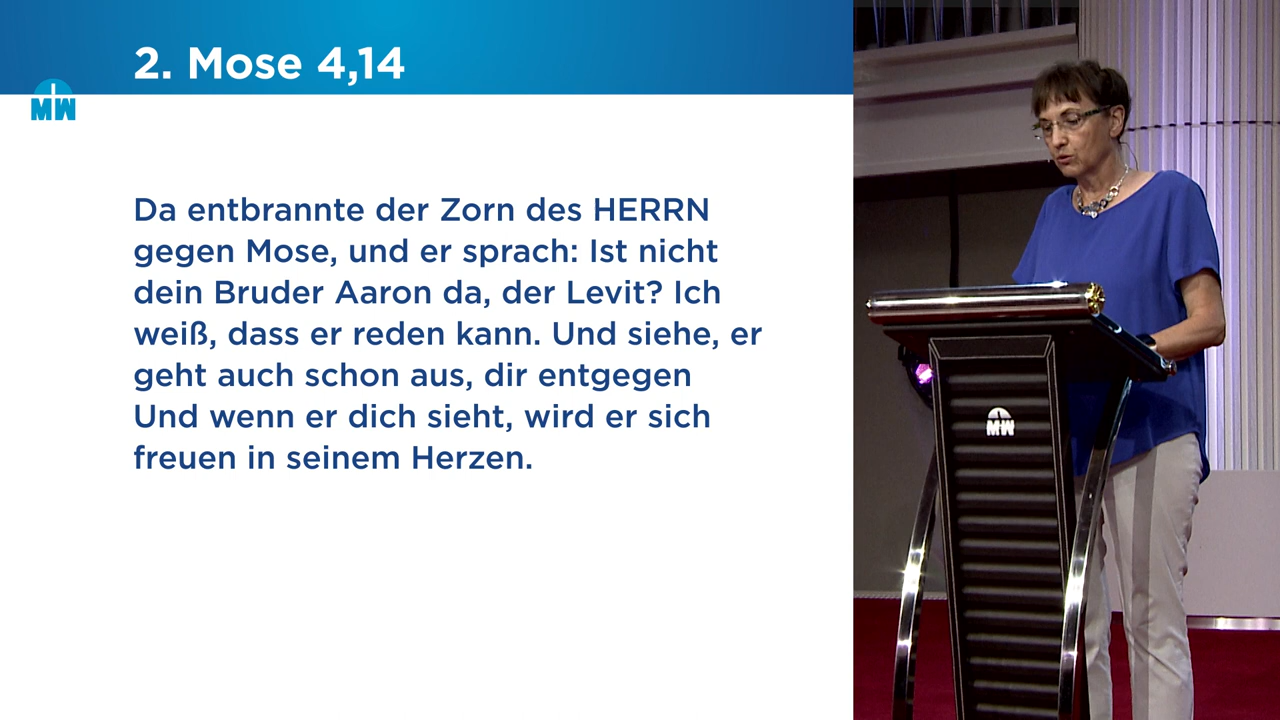 2. Mose 4,14
MW
Da entbrannte der Zorn des HERRN
gegen Mose, und er sprach: Ist nicht
dein Bruder Aaron da, der Levit? Ich
weiß, dass er reden kann. Und siehe, er
geht auch schon aus, dir entgegen
Und wenn er dich sieht, wird er sich
freuen in seinem Herzen.
MW